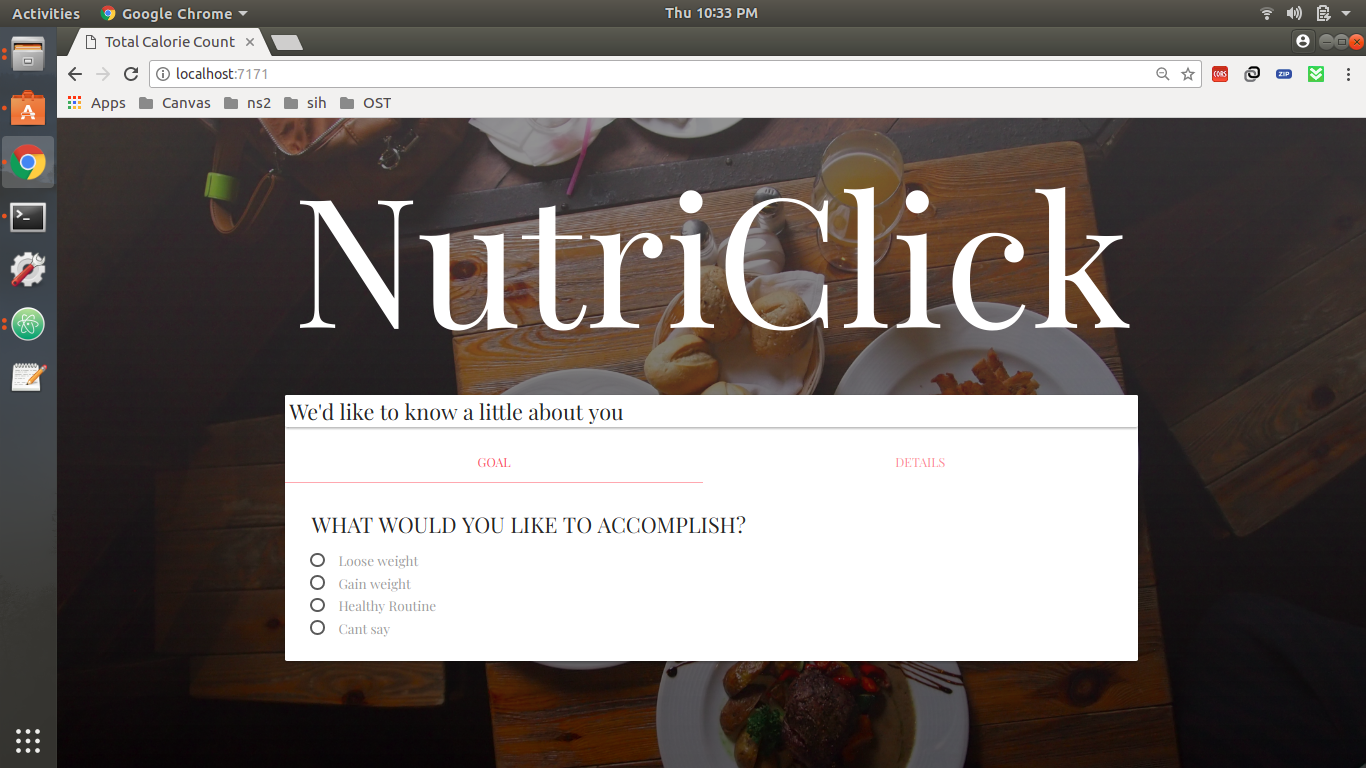 Activities Google Chrome Thu 10:33 PM
Total Calorie Count
localhost:7171
CORS ZIP
Apps Canvas ns2 sih OST
NutriClick
We'd like to know a little about you
GOAL DETAILS
WHAT WOULD YOU LIKE TO ACCOMPLISH?
Loose weight
Gain weight
Healthy Routine
Cant say